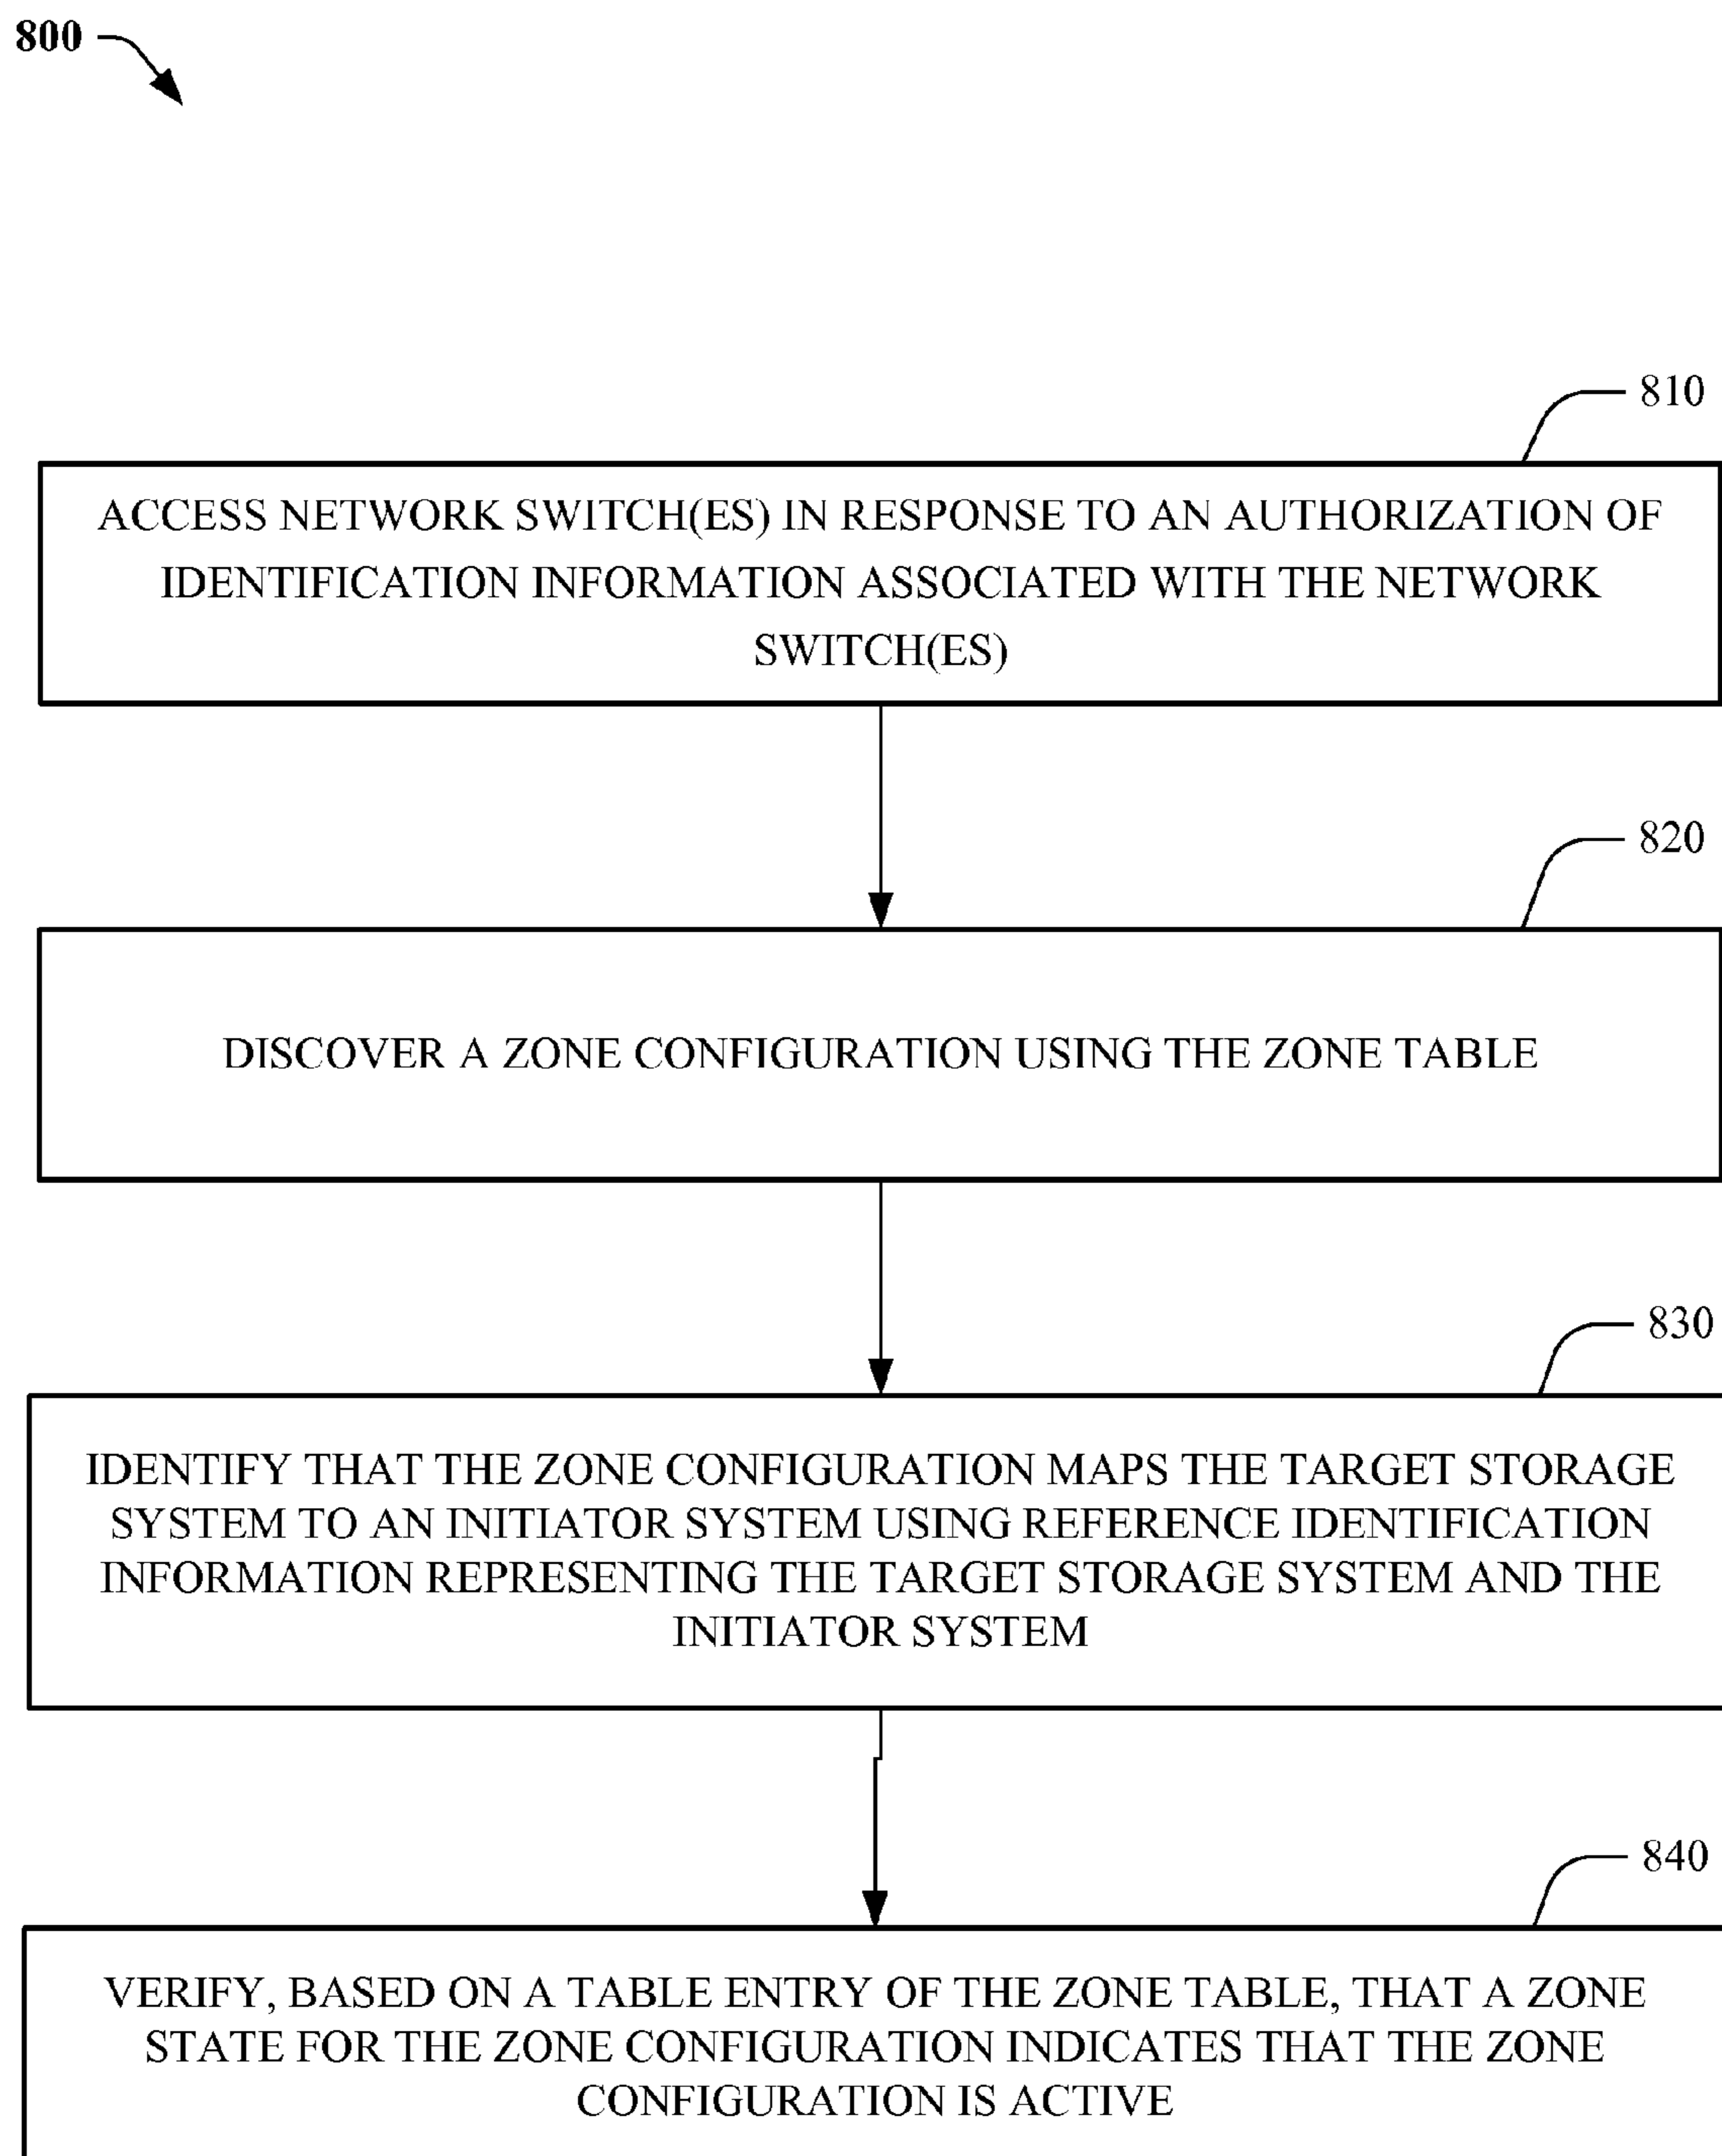 800
810
ACCESS NETWORK SWITCH(ES) IN RESPONSE TO AN AUTHORIZATION OF
IDENTIFICATION INFORMATION ASSOCIATED WITH THE NETWORK
SWITCH(ES)
820
DISCOVER A ZONE CONFIGURATION USING THE ZONE TABLE
830
IDENTIFY THAT THE ZONE CONFIGURATION MAPS THE TARGET STORAGE
SYSTEM TO AN INITIATOR SYSTEM USING REFERENCE IDENTIFICATION
INFORMATION REPRESENTING THE TARGET STORAGE SYSTEM AND THE
INITIATOR SYSTEM
840
VERIFY, BASED ON A TABLE ENTRY OF THE ZONE TABLE, THAT A ZONE
STATE FOR THE ZONE CONFIGURATION INDICATES THAT THE ZONE
CONFIGURATION IS ACTIVE